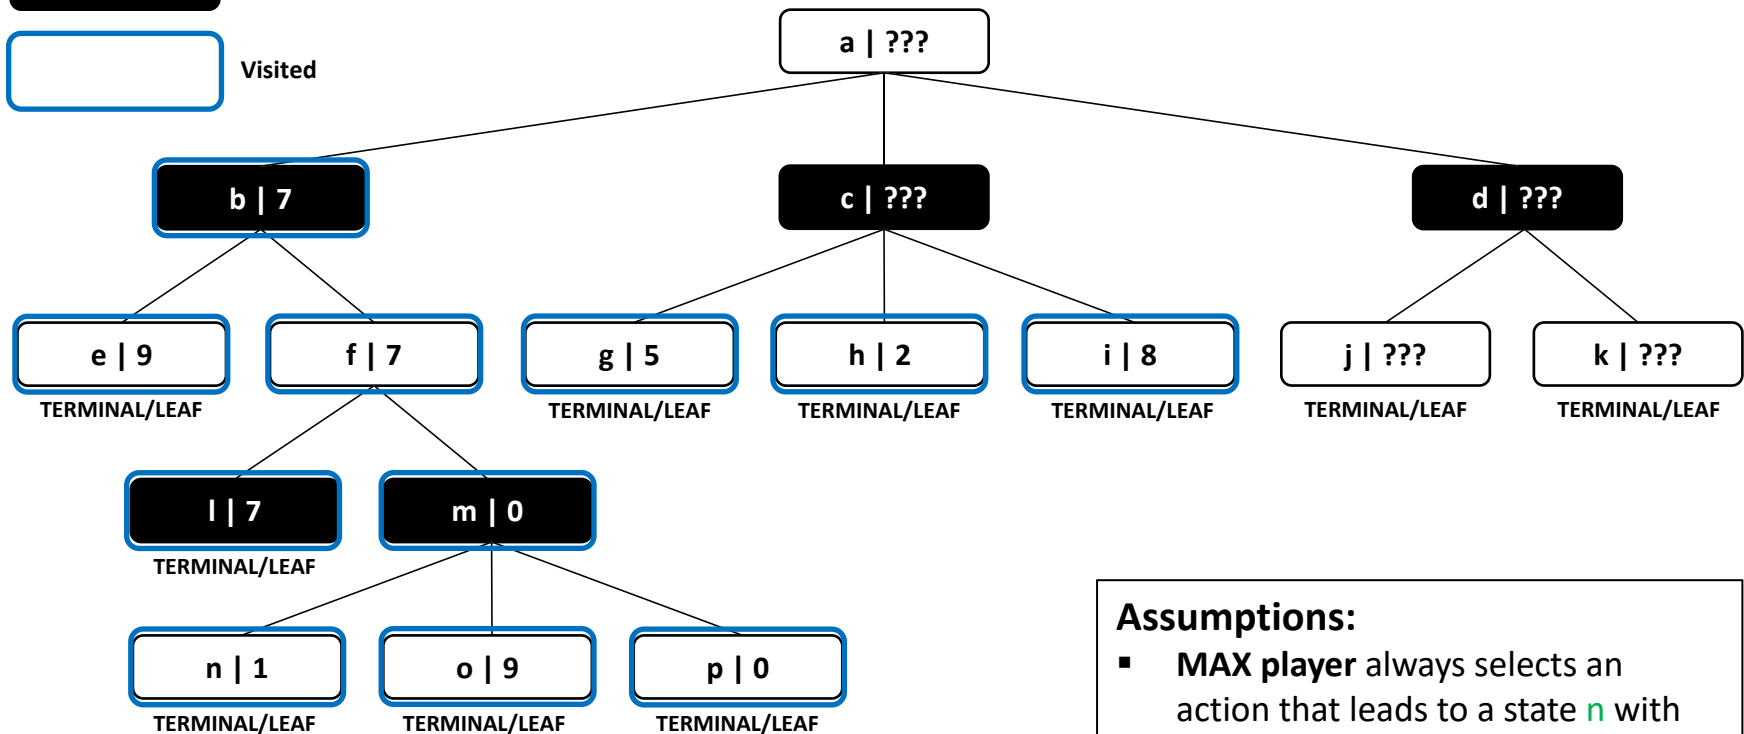 a | ???
Visited
b | 7
c | ???
d | ???
e | 9
f | 7
g | 5
h | 2
i | 8
j | ???
k | ???
TERMINAL/LEAF
TERMINAL/LEAF
TERMINAL/LEAF
TERMINAL/LEAF
TERMINAL/LEAF
TERMINAL/LEAF
l | 7
m | 0
TERMINAL/LEAF
Assumptions:
▪ MAX player always selects an
action that leads to a state n with
n | 1
o | 9
p | 0
TERMINAL/LEAF
TERMINAL/LEAF
TERMINAL/LEAF